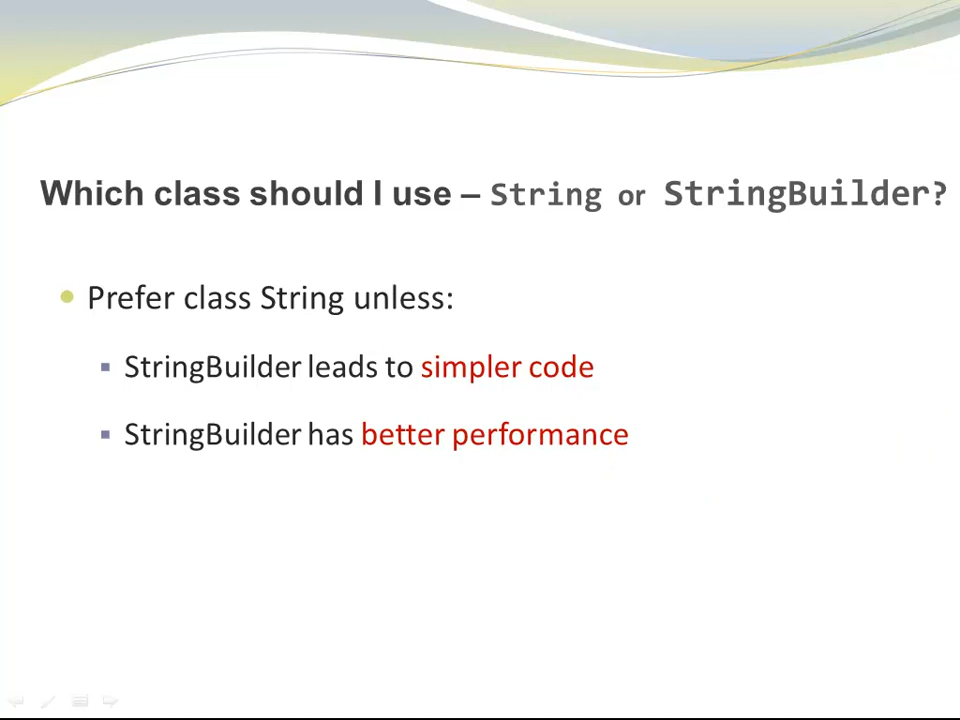 Which class should I use – String or StringBuilder?
Prefer class String unless:
StringBuilder leads to simpler code
StringBuilder has better performance